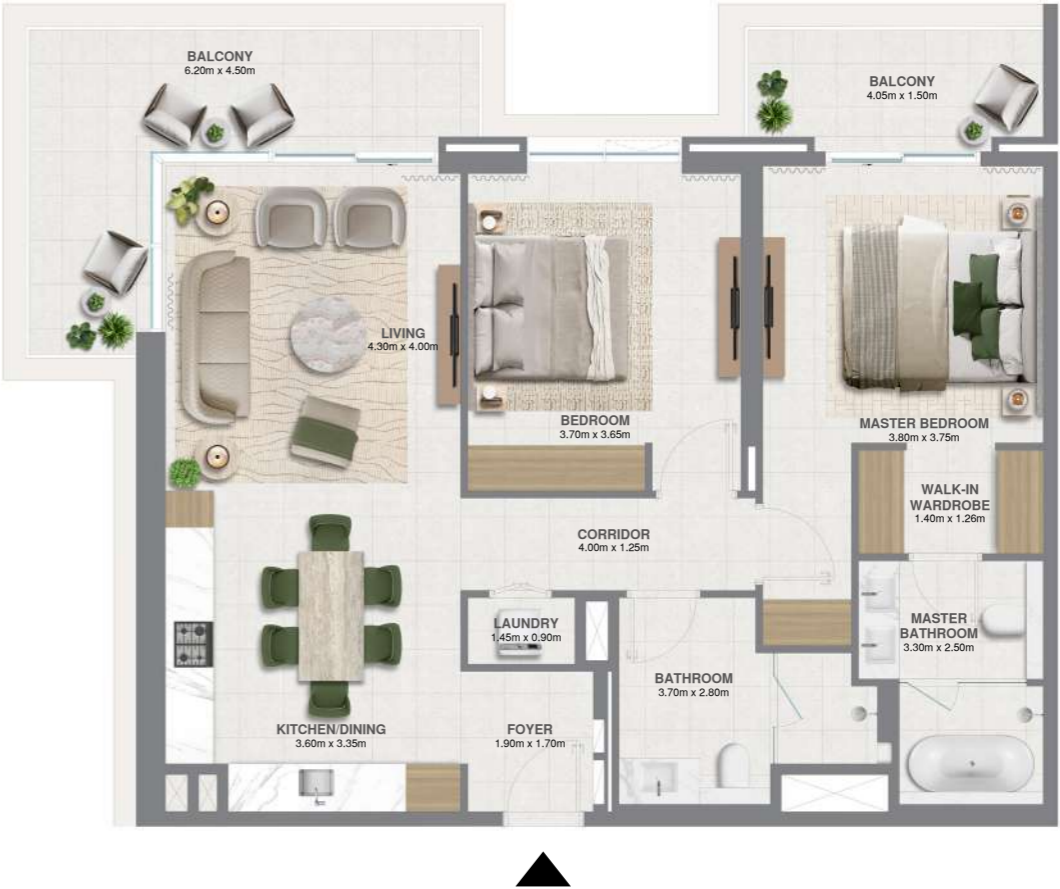 BALCONY
6.20m x 4.50m
BALCONY
4.05m x 1.50m
LIVING
4.30m x 4.00m
BEDROOM
3.70m x 3.65m
MASTER BEDROOM
3.80m x 3.75m
WALK-IN
WARDROBE
1.40m x 1.26m
CORRIDOR
4.00m x 1.25m
LAUNDRY
1.45m x 0.90m
MASTER
BATHROOM
3.30m x 2.50m
BATHROOM
3.70m x 2.80m
KITCHEN/DINING
3.60m x 3.35m
FOYER
1.90m x 1.70m